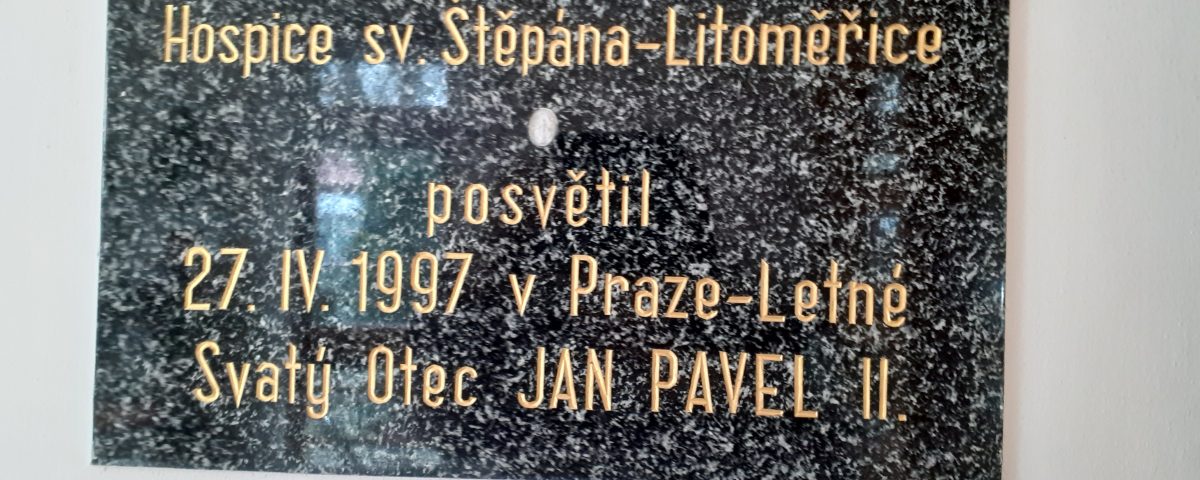 Hospice sv. Štěpána-Litoměřice
posvětil
27. IV. 1997 v Praze-Letné
Svatý Otec JAN PAVEL II.